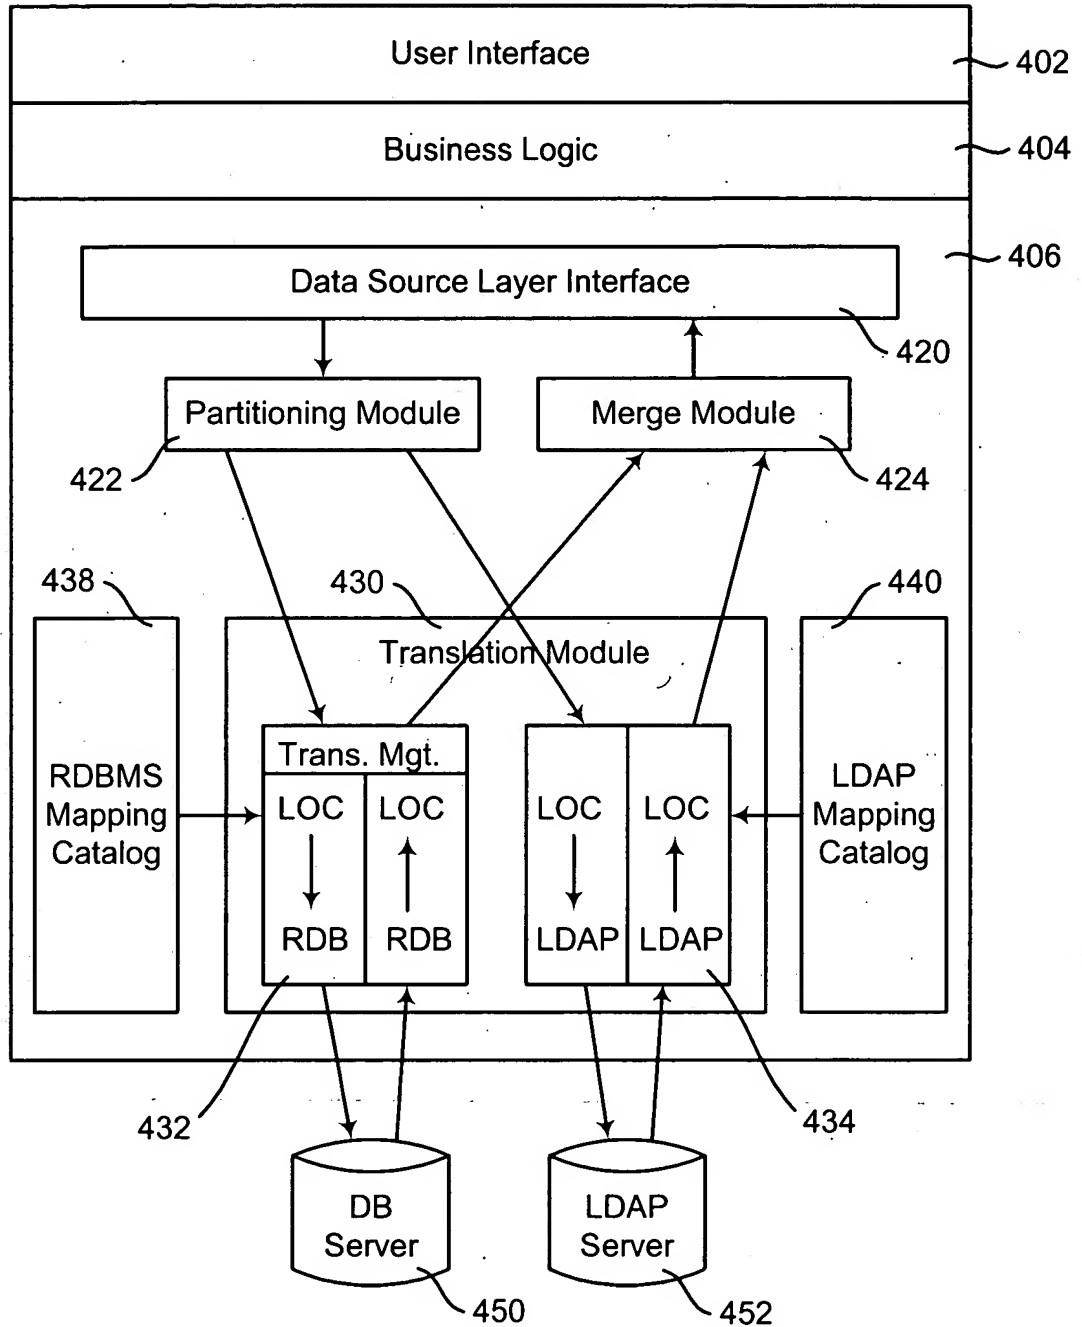 User Interface
402
Business Logic
404
406
Data Source Layer Interface
420
Partitioning Module
Merge Module
422
424
438
430
440
Translation Module
RDBMS
Mapping
Catalog
Trans. Mgt.
LOC
LOC
RDB
RDB
LOC
LOC
LDAP
LDAP
LDAP
Mapping
Catalog
432
434
DB
Server
LDAP
Server
450
452